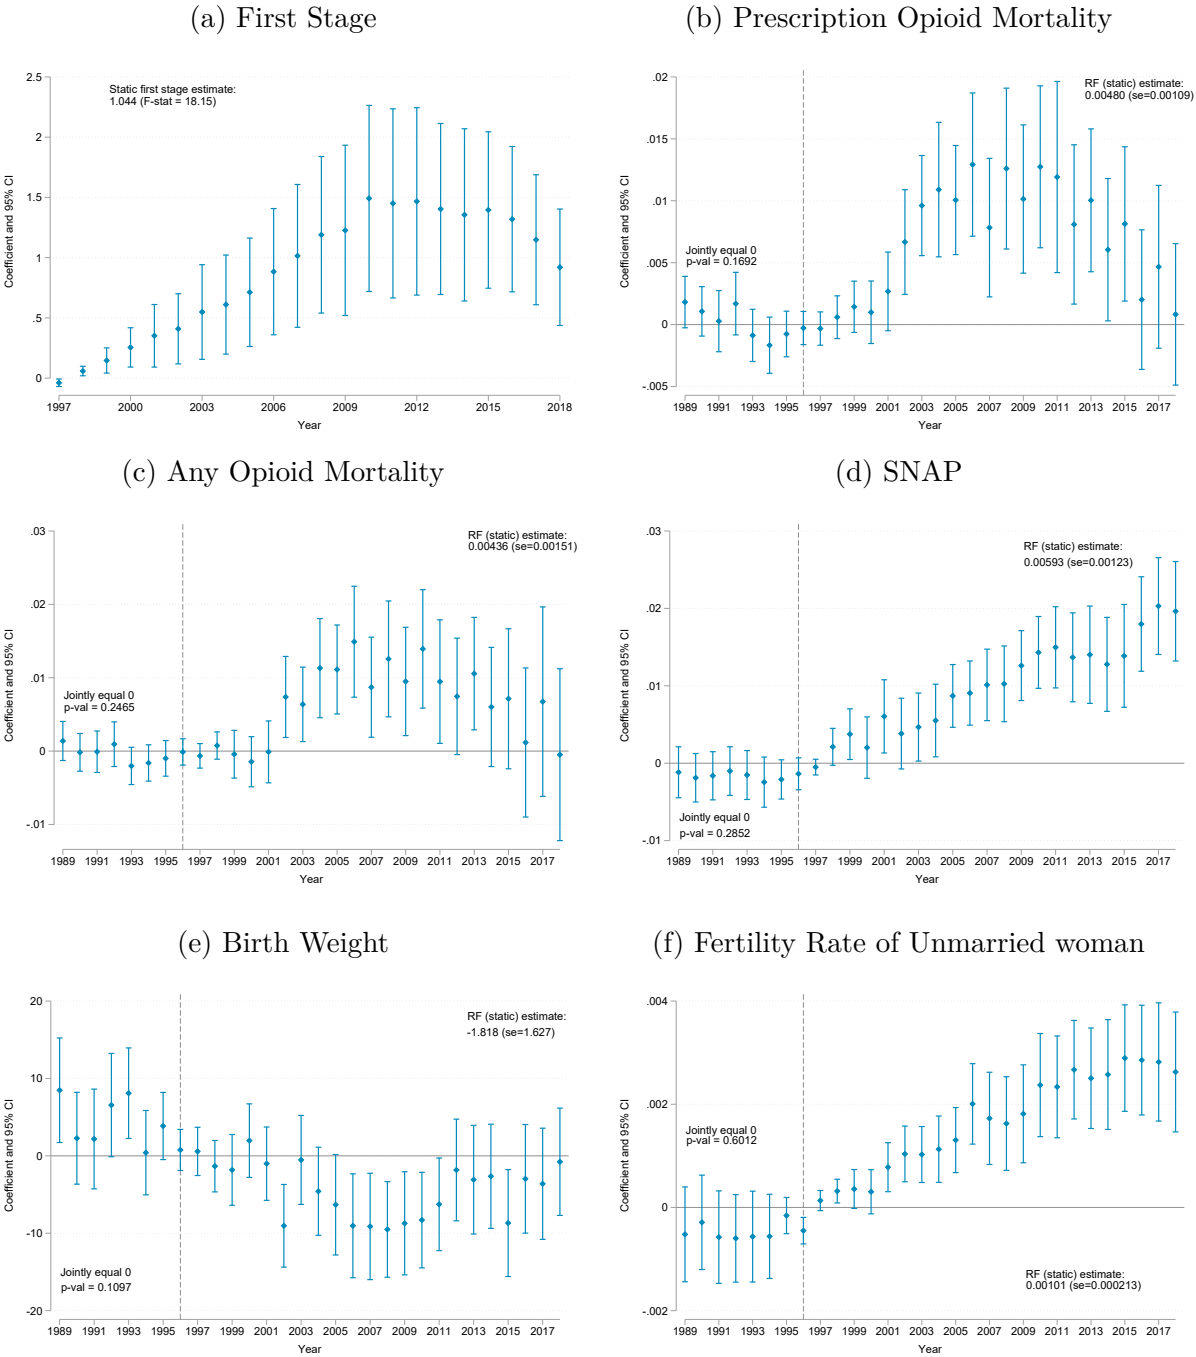 (a) First Stage
2.5
2
1.5
1
.5
0
Coefficient and 95% CI
Static first stage estimate:
1.044 (F-stat = 18.15)
1997 2000 2003 2006 2009 2012 2015 2018
Year
(b) Prescription Opioid Mortality
.02
.015
.01
.005
0
-.005
Coefficient and 95% CI
RF (static) estimate:
0.00480 (se=0.00109)
Jointly equal 0
p-val = 0.1692
1989 1991 1993 1995 1997 1999 2001 2003 2005 2007 2009 2011 2013 2015 2017
Year
(c) Any Opioid Mortality
.03
.02
.01
0
-.01
Coefficient and 95% CI
RF (static) estimate:
0.00436 (se=0.00151)
Jointly equal 0
p-val = 0.2465
1989 1991 1993 1995 1997 1999 2001 2003 2005 2007 2009 2011 2013 2015 2017
Year
(d) SNAP
.03
.02
.01
0
-.01
Coefficient and 95% CI
RF (static) estimate:
0.00593 (se=0.00123)
Jointly equal 0
p-val = 0.2852
1989 1991 1993 1995 1997 1999 2001 2003 2005 2007 2009 2011 2013 2015 2017
Year
(e) Birth Weight
20
10
0
-10
-20
Coefficient and 95% CI
RF (static) estimate:
-1.818 (se=1.627)
Jointly equal 0
p-val = 0.1097
1989 1991 1993 1995 1997 1999 2001 2003 2005 2007 2009 2011 2013 2015 2017
Year
(f) Fertility Rate of Unmarried woman
.004
.002
0
-.002
Coefficient and 95% CI
Jointly equal 0
p-val = 0.6012
RF (static) estimate:
0.00101 (se=0.000213)
1989 1991 1993 1995 1997 1999 2001 2003 2005 2007 2009 2011 2013 2015 2017
Year